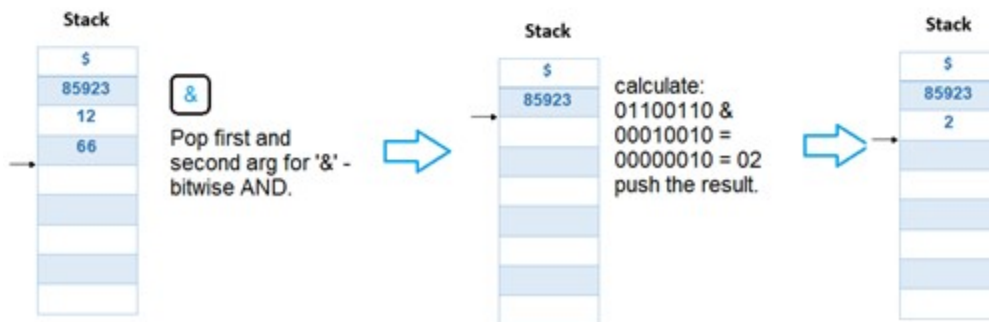 Stack
$
85923
12
66
&
Pop first and
second arg for '&' -
bitwise AND.
Stack
$
85923
calculate:
01100110 &
00010010 =
00000010 = 02
push the result.
Stack
$
85923
2